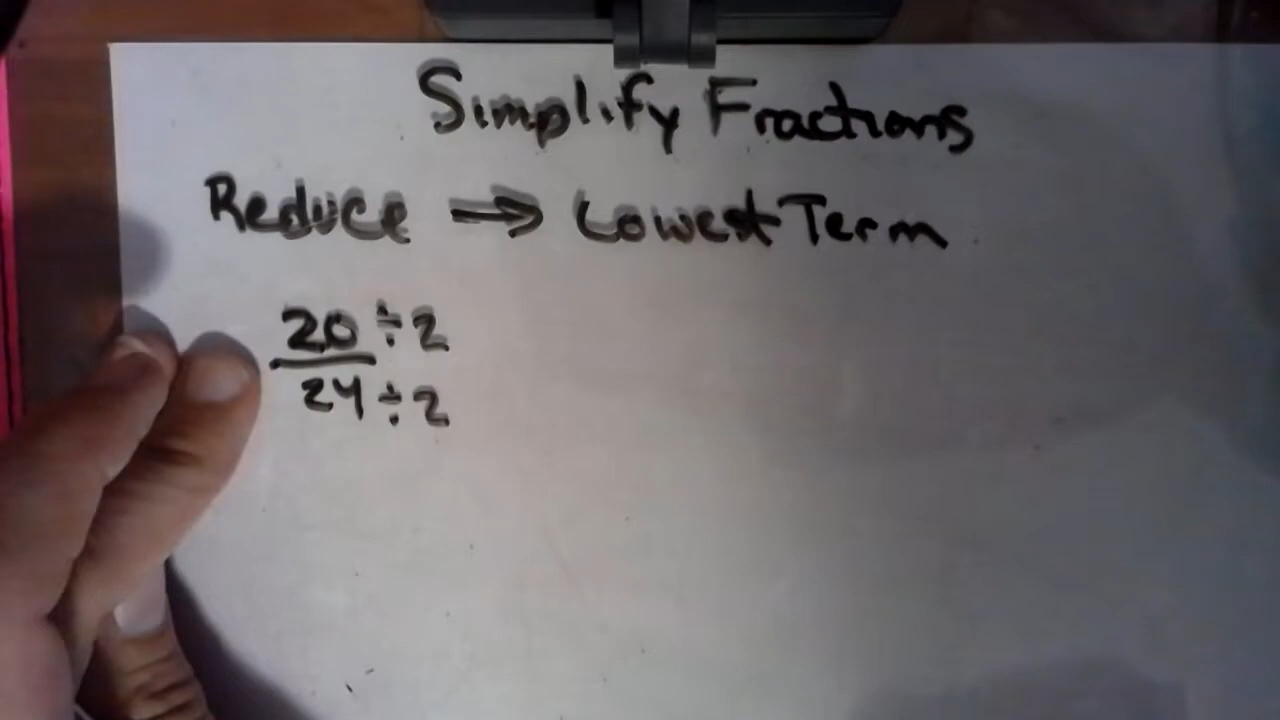 Simplify Fractions
Reduce → Lowest Term
20 ÷ 2
24 ÷ 2